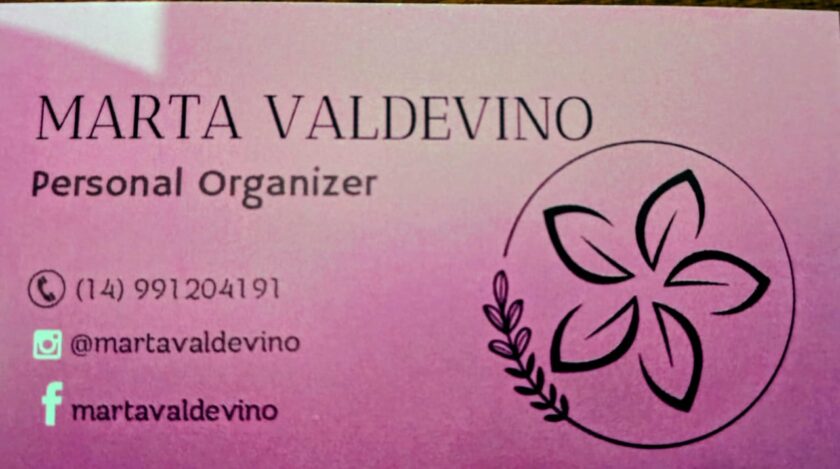 MARTA VALDEVINO
Personal Organizer
(14) 991204191
@martavaldevino
martavaldevino